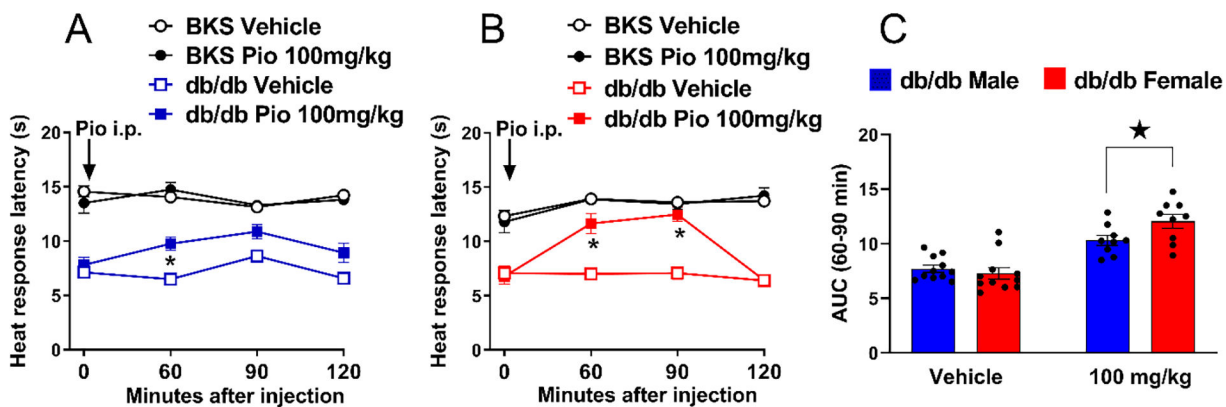 A
BKS Vehicle
BKS Pio 100mg/kg
db/db Vehicle
db/db Pio 100mg/kg
Pio i.p.
Heat response latency (s)
20
15
10
5
0
*
0 60 90 120
Minutes after injection
B
BKS Vehicle
BKS Pio 100mg/kg
db/db Vehicle
db/db Pio 100mg/kg
Pio i.p.
Heat response latency (s)
20
15
10
5
0
* *
0 60 90 120
Minutes after injection
C
db/db Male db/db Female
AUC (60-90 min)
20
15
10
5
0
★
Vehicle 100 mg/kg